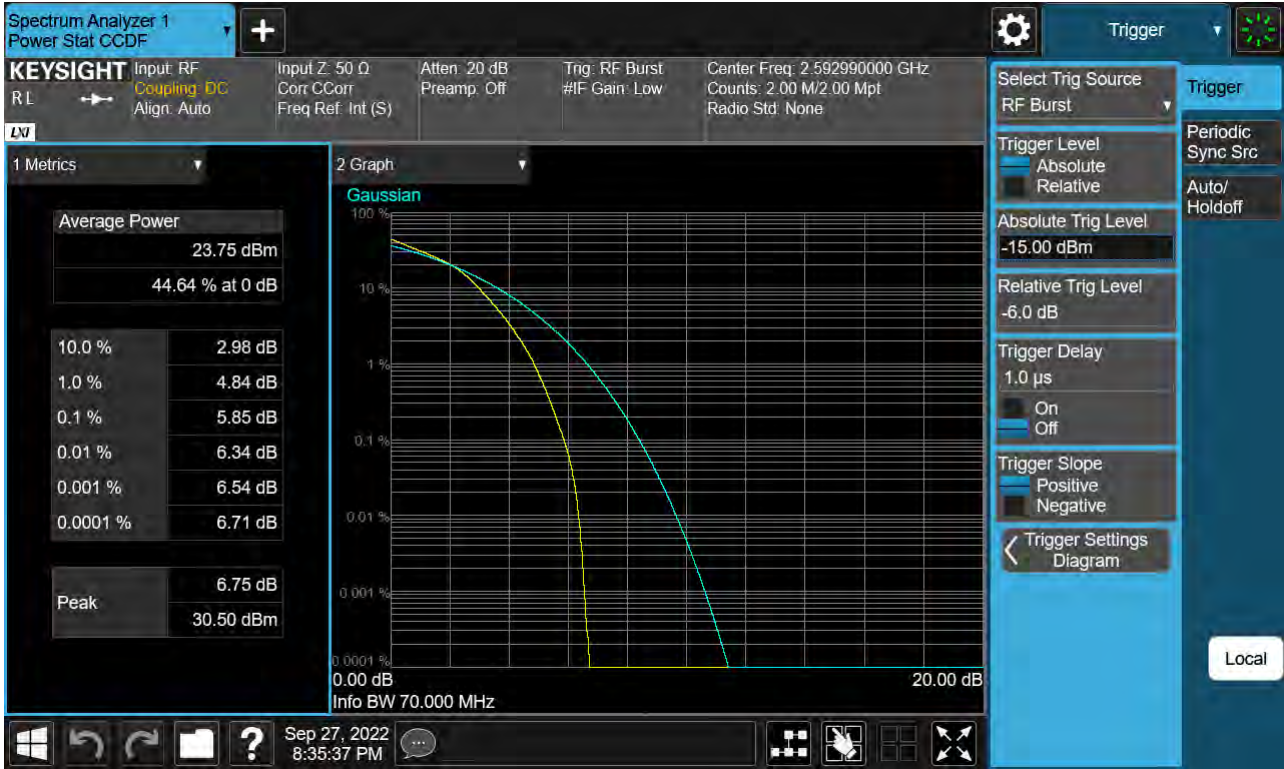 Spectrum Analyzer 1
Power Stat CCDF
+
Trigger
KEYSIGHT
RL
LXI
Input: RF
Coupling: DC
Align: Auto
Input Z: 50 Ω
Corr CCorr
Freq Ref: Int (S)
Atten: 20 dB
Preamp: Off
Trig: RF Burst
#IF Gain: Low
Center Freq: 2.592990000 GHz
Counts: 2.00 M/2.00 Mpt
Radio Std: None
1 Metrics
Average Power
23.75 dBm
44.64 % at 0 dB
10.0 % 2.98 dB
1.0 % 4.84 dB
0.1 % 5.85 dB
0.01 % 6.34 dB
0.001 % 6.54 dB
0.0001 % 6.71 dB
Peak
6.75 dB
30.50 dBm
2 Graph
Gaussian
100 %
10 %
1 %
0.1 %
0.01 %
0.001 %
0.0001 %
0.00 dB 20.00 dB
Info BW 70.000 MHz
Select Trig Source
RF Burst
Trigger Level
Absolute
Relative
Absolute Trig Level
-15.00 dBm
Relative Trig Level
-6.0 dB
Trigger Delay
1.0 µs
On
Off
Trigger Slope
Positive
Negative
Trigger Settings
Diagram
Trigger
Periodic
Sync Src
Auto/
Holdoff
Local
?
Sep 27, 2022
8:35:37 PM